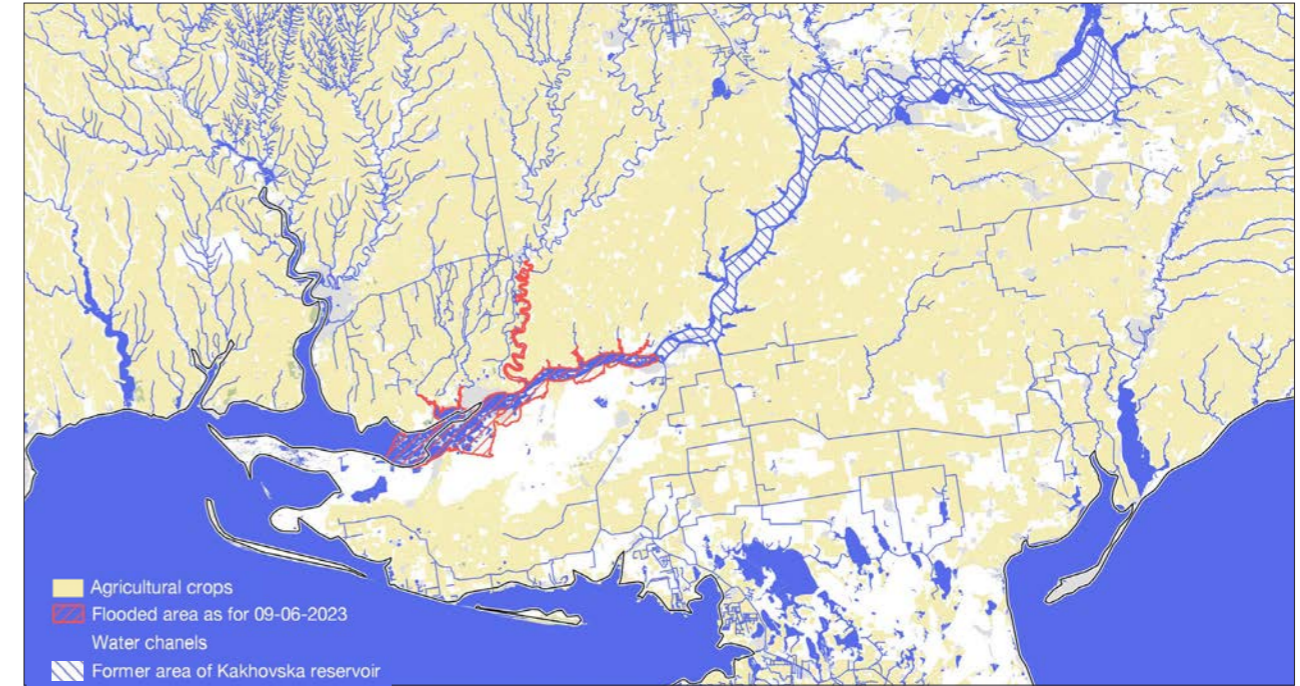 Agricultural crops
Flooded area as for 09-06-2023
Water chanels
Former area of Kakhovska reservoir